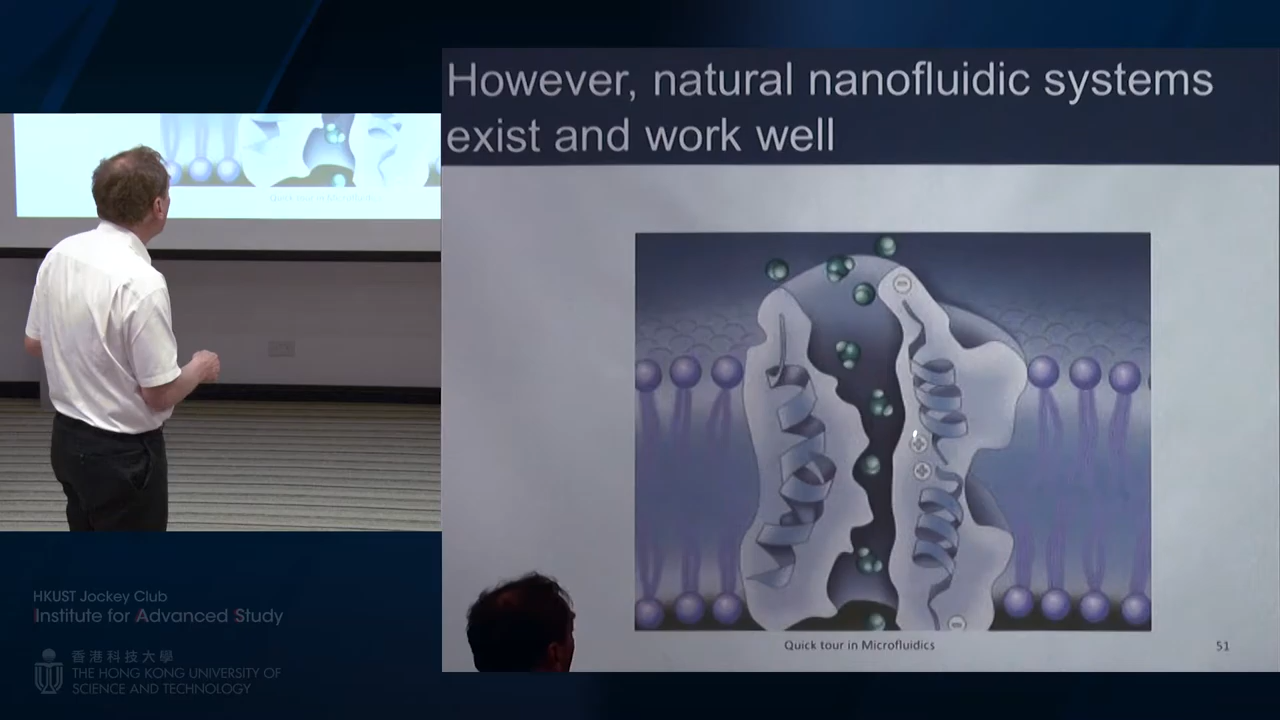 However, natural nanofluidic systems
exist and work well
Quick tour in Microfluidics
51
HKUST Jockey Club
Institute for Advanced Study
香港科技大學
THE HONG KONG UNIVERSITY OF
SCIENCE AND TECHNOLOGY